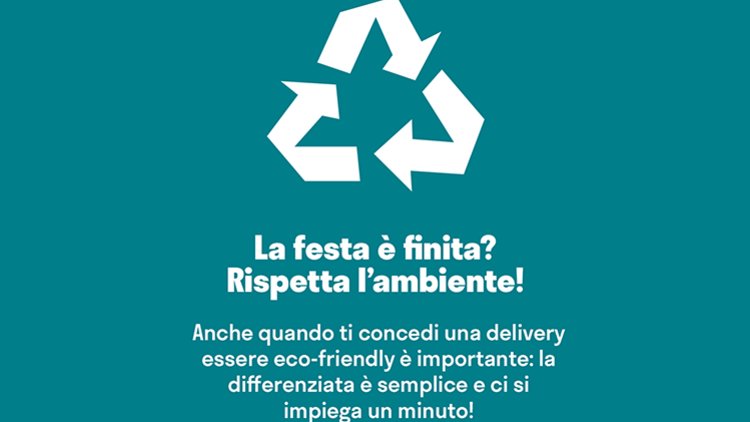 La festa è finita?
Rispetta l’ambiente!
Anche quando ti concedi una delivery
essere eco-friendly è importante: la
differenziata è semplice e ci si
impiega un minuto!